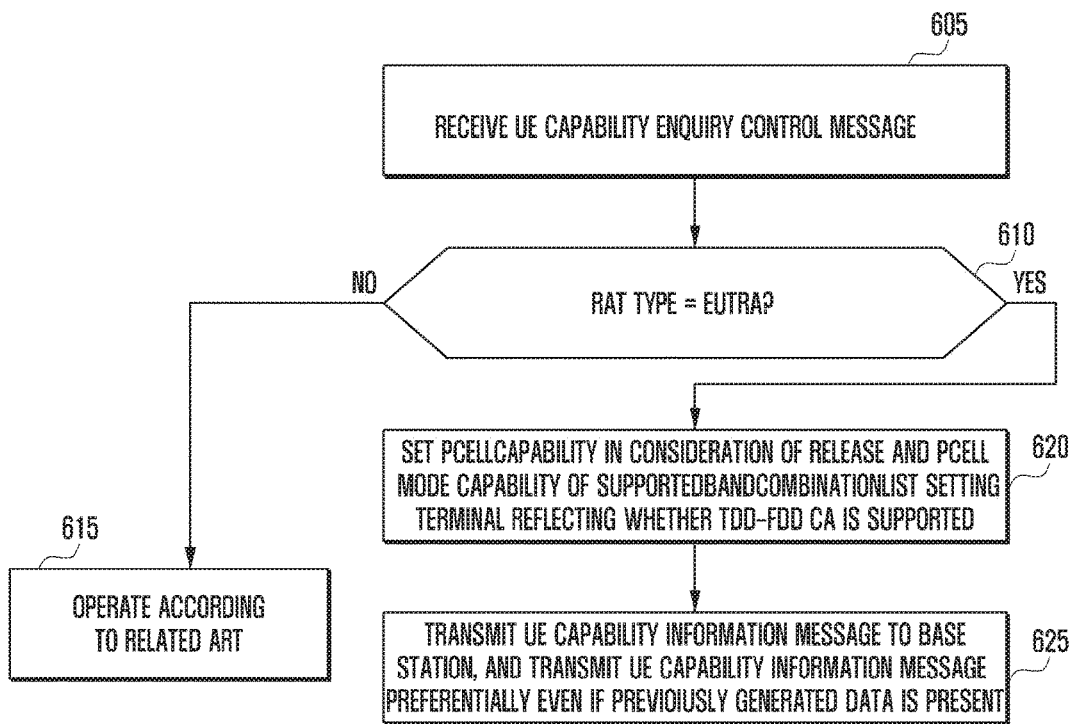 605
RECEIVE UE CAPABILITY ENQUIRY CONTROL MESSAGE
610
NO
YES
RAT TYPE = EUTRA?
SET PCELLCAPABILITY IN CONSIDERATION OF RELEASE AND PCELL
MODE CAPABILITY OF SUPPORTEDBANDCOMBINATIONLIST SETTING
TERMINAL REFLECTING WHETHER TDD-FDD CA IS SUPPORTED
620
615
OPERATE ACCORDING
TO RELATED ART
TRANSMIT UE CAPABILITY INFORMATION MESSAGE TO BASE
STATION, AND TRANSMIT UE CAPABILITY INFORMATION MESSAGE
PREFERENTIALLY EVEN IF PREVIOIUSLY GENERATED DATA IS PRESENT
625